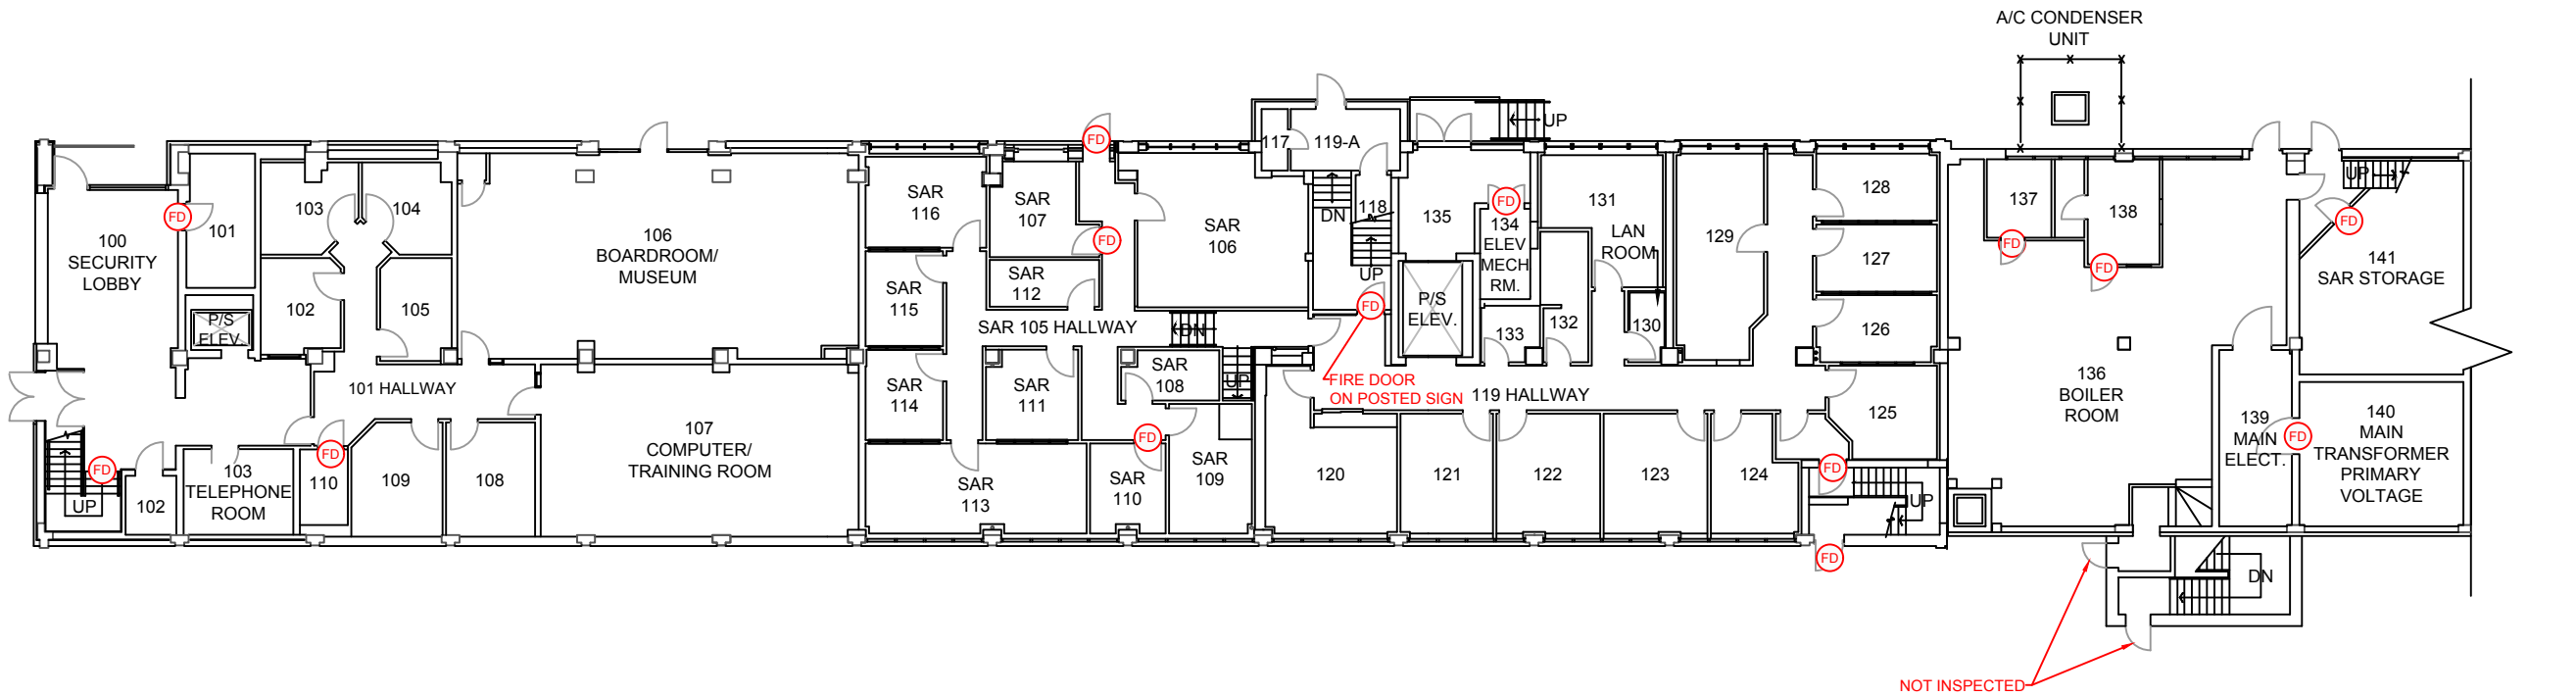 A/C CONDENSER
UNIT
100
SECURITY
LOBBY
FD
101
103
104
102
105
P/S
ELEV.
101 HALLWAY
FD
UP
102
103
TELEPHONE
ROOM
FD
110
109
108
106
BOARDROOM/
MUSEUM
107
COMPUTER/
TRAINING ROOM
SAR
116
SAR
115
SAR
114
SAR
113
SAR
107
SAR
112
FD
FD
SAR 105 HALLWAY
SAR
111
SAR
106
DN
SAR
108
UP
FD
SAR
110
SAR
109
117
119-A
UP
DN
118
UP
FD
FIRE DOOR
ON POSTED SIGN
135
P/S
ELEV.
FD
134
ELEV
MECH
RM.
133
132
131
LAN
ROOM
130
129
128
127
126
125
119 HALLWAY
120
121
122
123
124
FD
UP
FD
137
FD
138
FD
136
BOILER
ROOM
UP
FD
141
SAR STORAGE
139
MAIN
ELECT.
FD
140
MAIN
TRANSFORMER
PRIMARY
VOLTAGE
DN
NOT INSPECTED